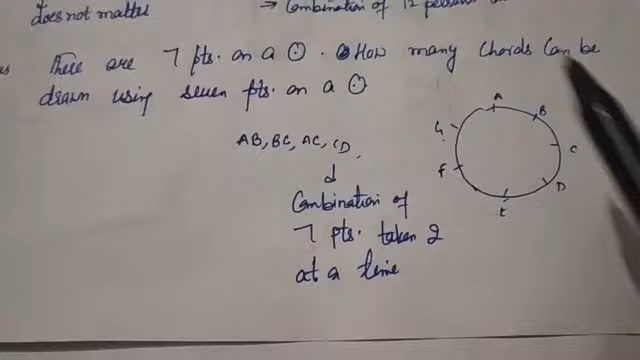 does not matter
→ Combination of 12 persons
There are 7 pts. on a ⊙. How many chords can be
drawn using seven pts. on a ⊙
AB, BC, AC, CD,
↓
Combination of
7 pts. taken 2
at a time
A
B
C
D
E
F
G